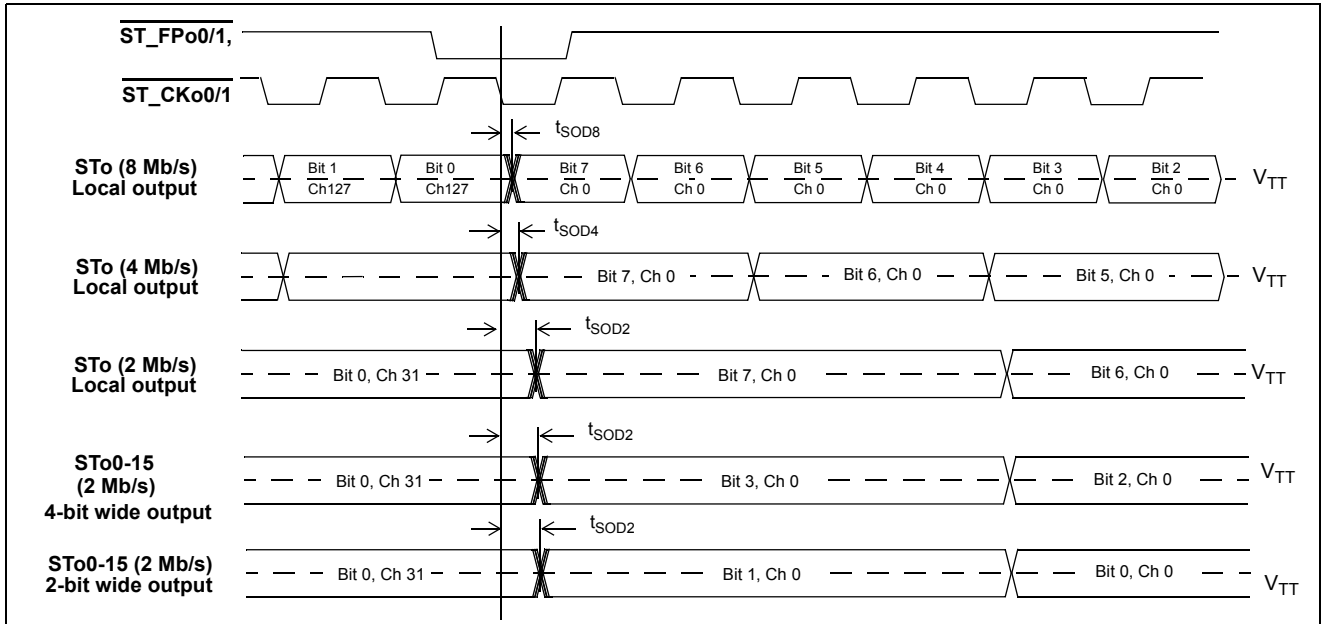 ST_FPo0/1,
ST_CKo0/1
tSOD8
STo (8 Mb/s)
Local output
Bit 1
Ch127
Bit 0
Ch127
Bit 7
Ch 0
Bit 6
Ch 0
Bit 5
Ch 0
Bit 4
Ch 0
Bit 3
Ch 0
Bit 2
Ch 0
VTT
tSOD4
STo (4 Mb/s)
Local output
Bit 7, Ch 0
Bit 6, Ch 0
Bit 5, Ch 0
VTT
tSOD2
STo (2 Mb/s)
Local output
Bit 0, Ch 31
Bit 7, Ch 0
Bit 6, Ch 0
VTT
tSOD2
STo0-15
(2 Mb/s)
4-bit wide output
Bit 0, Ch 31
Bit 3, Ch 0
Bit 2, Ch 0
VTT
tSOD2
STo0-15 (2 Mb/s)
2-bit wide output
Bit 0, Ch 31
Bit 1, Ch 0
Bit 0, Ch 0
VTT